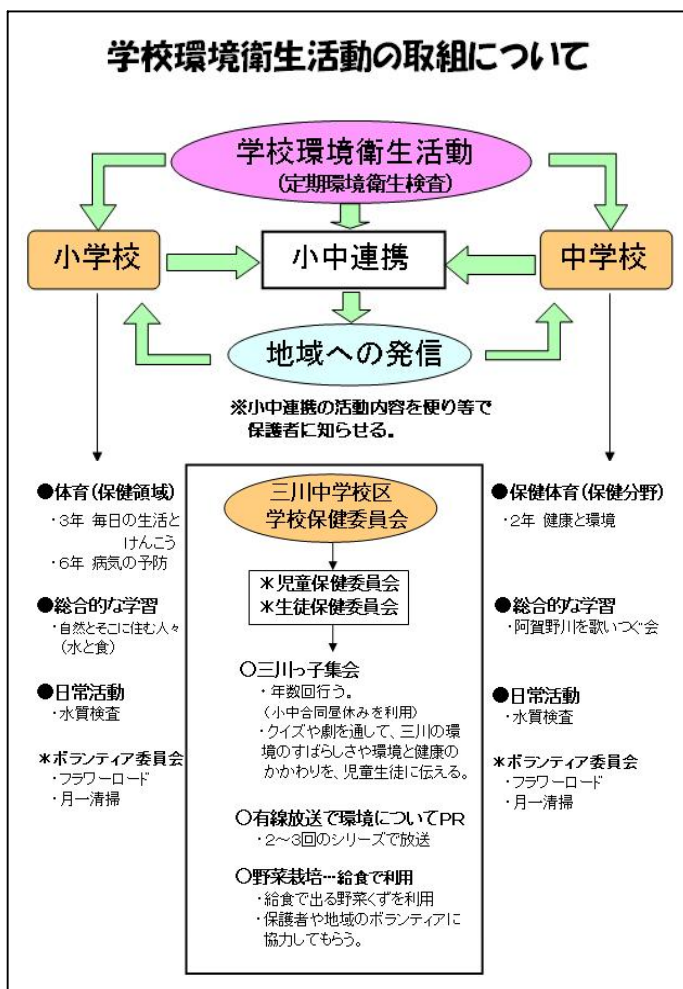 学校環境衛生活動の取組について
学校環境衛生活動
(定期環境衛生検査)
小学校
小中連携
中学校
地域への発信
※小中連携の活動内容を便り等で
保護者に知らせる。
●体育(保健領域)
・3年 毎日の生活と
けんこう
・6年 病気の予防
●総合的な学習
・自然とそこに住む人々
(水と食)
●日常活動
・水質検査
*ボランティア委員会
・フラワーロード
・月一清掃
三川中学校区
学校保健委員会
*児童保健委員会
*生徒保健委員会
○三川っ子集会
・年数回行う。
(小中合同昼休みを利用)
・クイズや劇を通して、三川の環
境のすばらしさや環境と健康の
かかわりを、児童生徒に伝える。
○有線放送で環境についてPR
・2～3回のシリーズで放送
○野菜栽培…給食で利用
・給食で出る野菜くずを利用
・保護者や地域のボランティアに
協力してもらう。
●保健体育(保健分野)
・2年 健康と環境
●総合的な学習
・阿賀野川を歌いつぐ会
●日常活動
・水質検査
*ボランティア委員会
・フラワーロード
・月一清掃